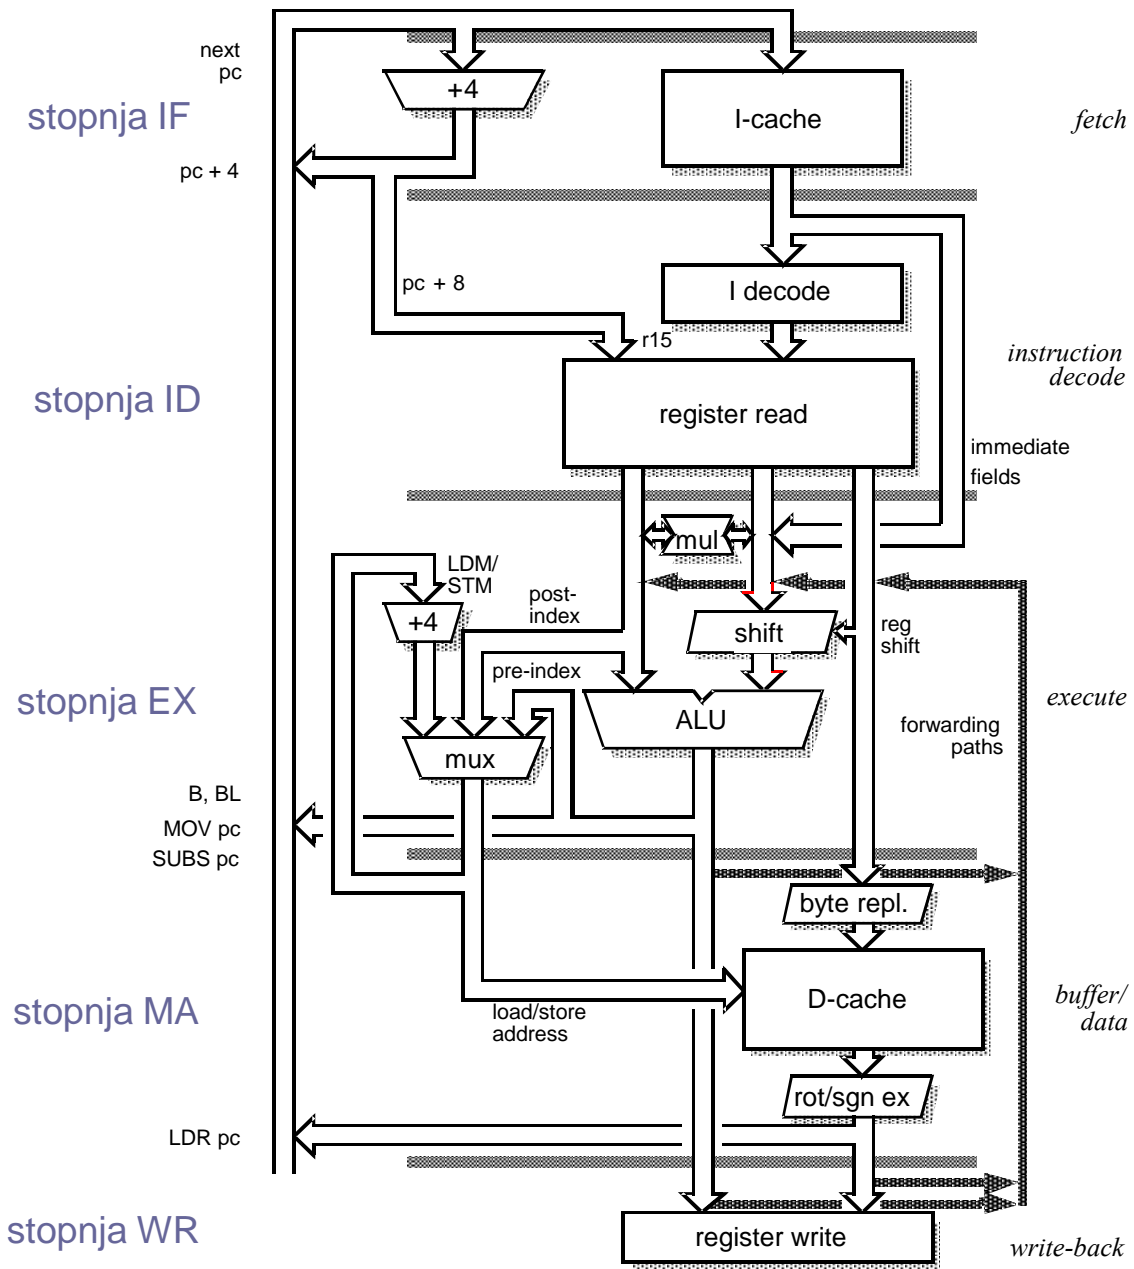 next
pc
+4
stopnja IF
I-cache
fetch
pc + 4
pc + 8
I decode
r15
instruction
decode
stopnja ID
register read
immediate
fields
mul
LDM/
STM
post-
index
+4
shift
reg
shift
pre-index
stopnja EX
ALU
execute
forwarding
paths
mux
B, BL
MOV pc
SUBS pc
byte repl.
stopnja MA
D-cache
buffer/
data
load/store
address
rot/sgn ex
LDR pc
stopnja WR
register write
write-back